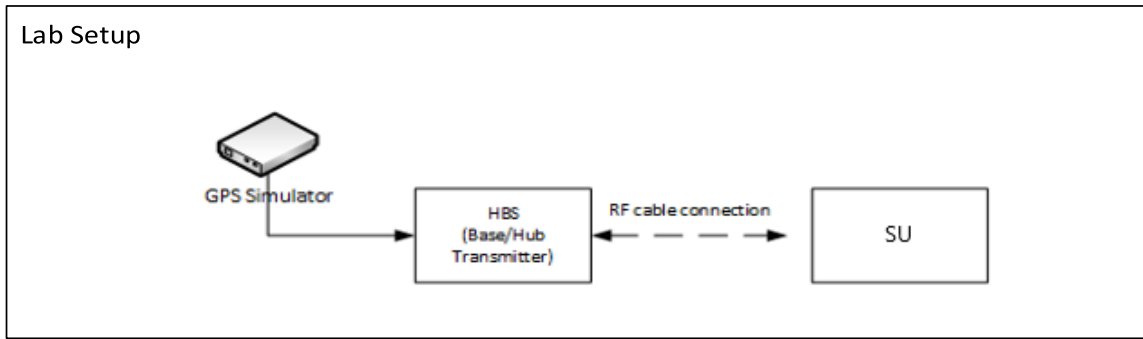 Lab Setup
GPS Simulator
HBS
(Base/Hub
Transmitter)
RF cable connection
SU